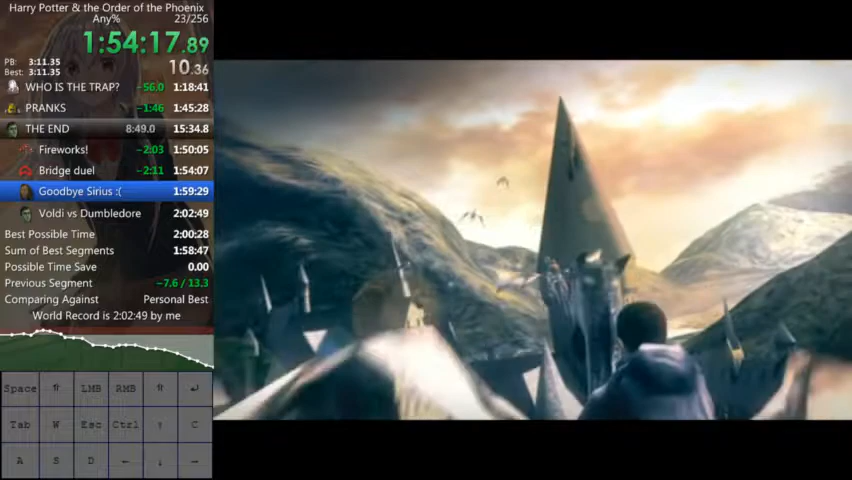 Harry Potter & the Order of the Phoenix
Any% 23/256
1:54:17.89
PB: 3:11.35
Best: 3:11.35 10.36
WHO IS THE TRAP? -56.0 1:18:41
PRANKS -1:46 1:45:28
THE END 8:49.0 15:34.8
Fireworks! -2:03 1:50:05
Bridge duel -2:11 1:54:07
Goodbye Sirius :( 1:59:29
Voldi vs Dumbledore 2:02:49
Best Possible Time 2:00:28
Sum of Best Segments 1:58:47
Possible Time Save 0.00
Previous Segment -7.6 / 13.3
Comparing Against Personal Best
World Record is 2:02:49 by me
Space ⇑ LMB RMB ⇑ ↵
Tab W Esc Ctrl ↑ C
A S D ← ↓ →